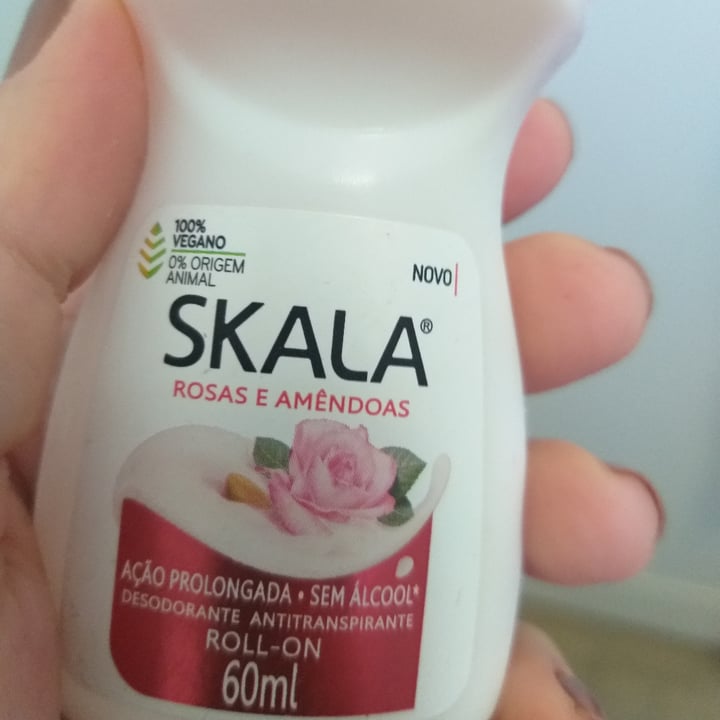 100%
VEGANO
0% ORIGEM
ANIMAL
NOVO
SKALA®
ROSAS E AMÊNDOAS
AÇÃO PROLONGADA • SEM ÁLCOOL*
DESODORANTE ANTITRANSPIRANTE
ROLL-ON
60ml